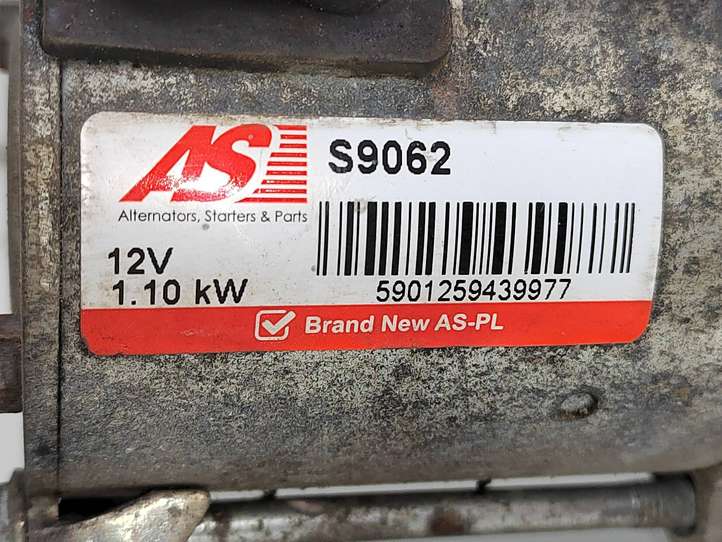 AS
S9062
Alternators, Starters & Parts
12V
1.10 kW
5901259439977
Brand New AS-PL